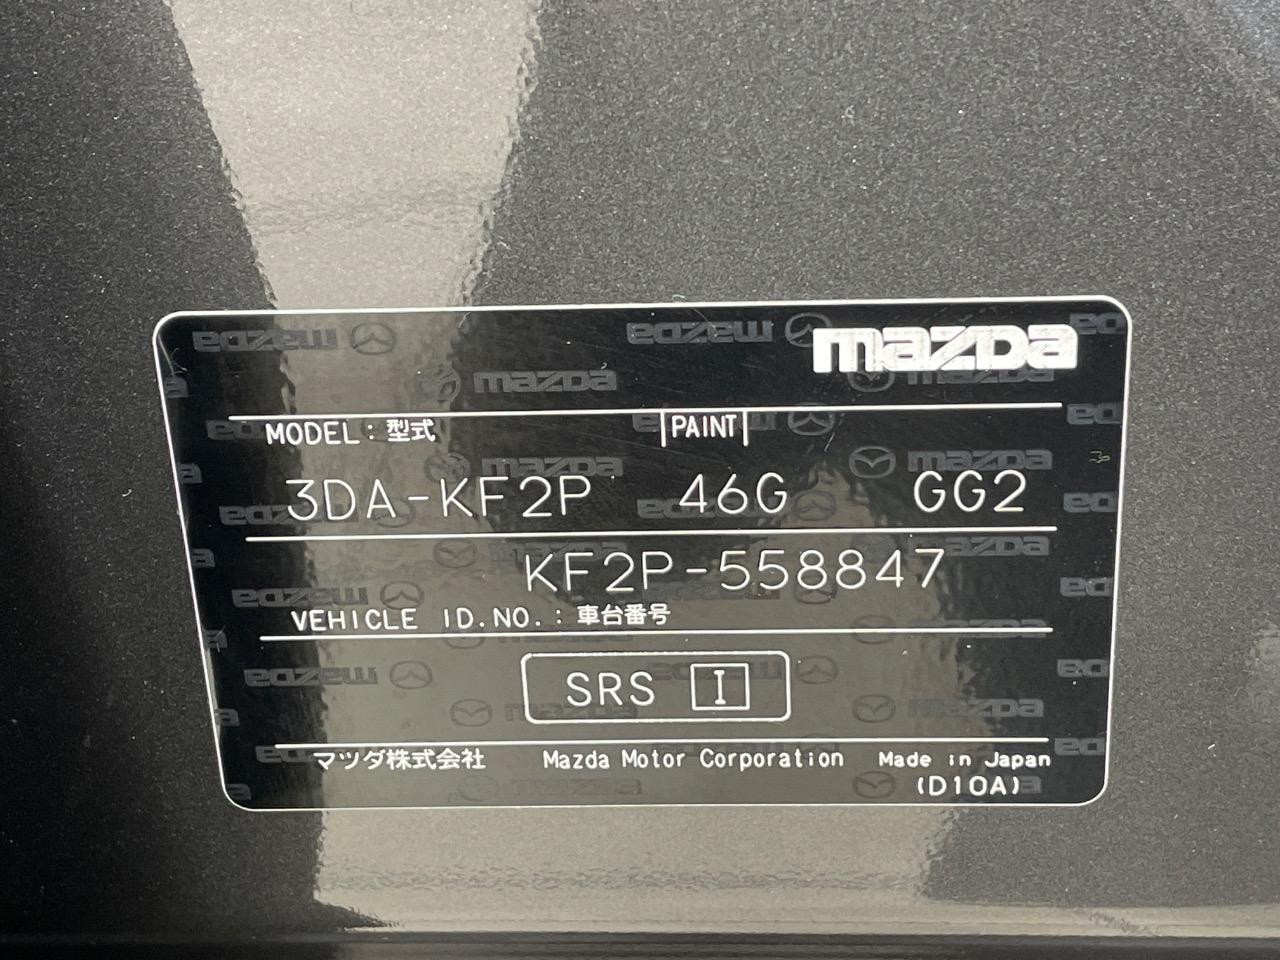 mazda
MODEL：型式 PAINT
3DA-KF2P 46G GG2
KF2P-558847
VEHICLE ID.NO.：車台番号
SRS I
マツダ株式会社 Mazda Motor Corporation Made in Japan
(D10A)